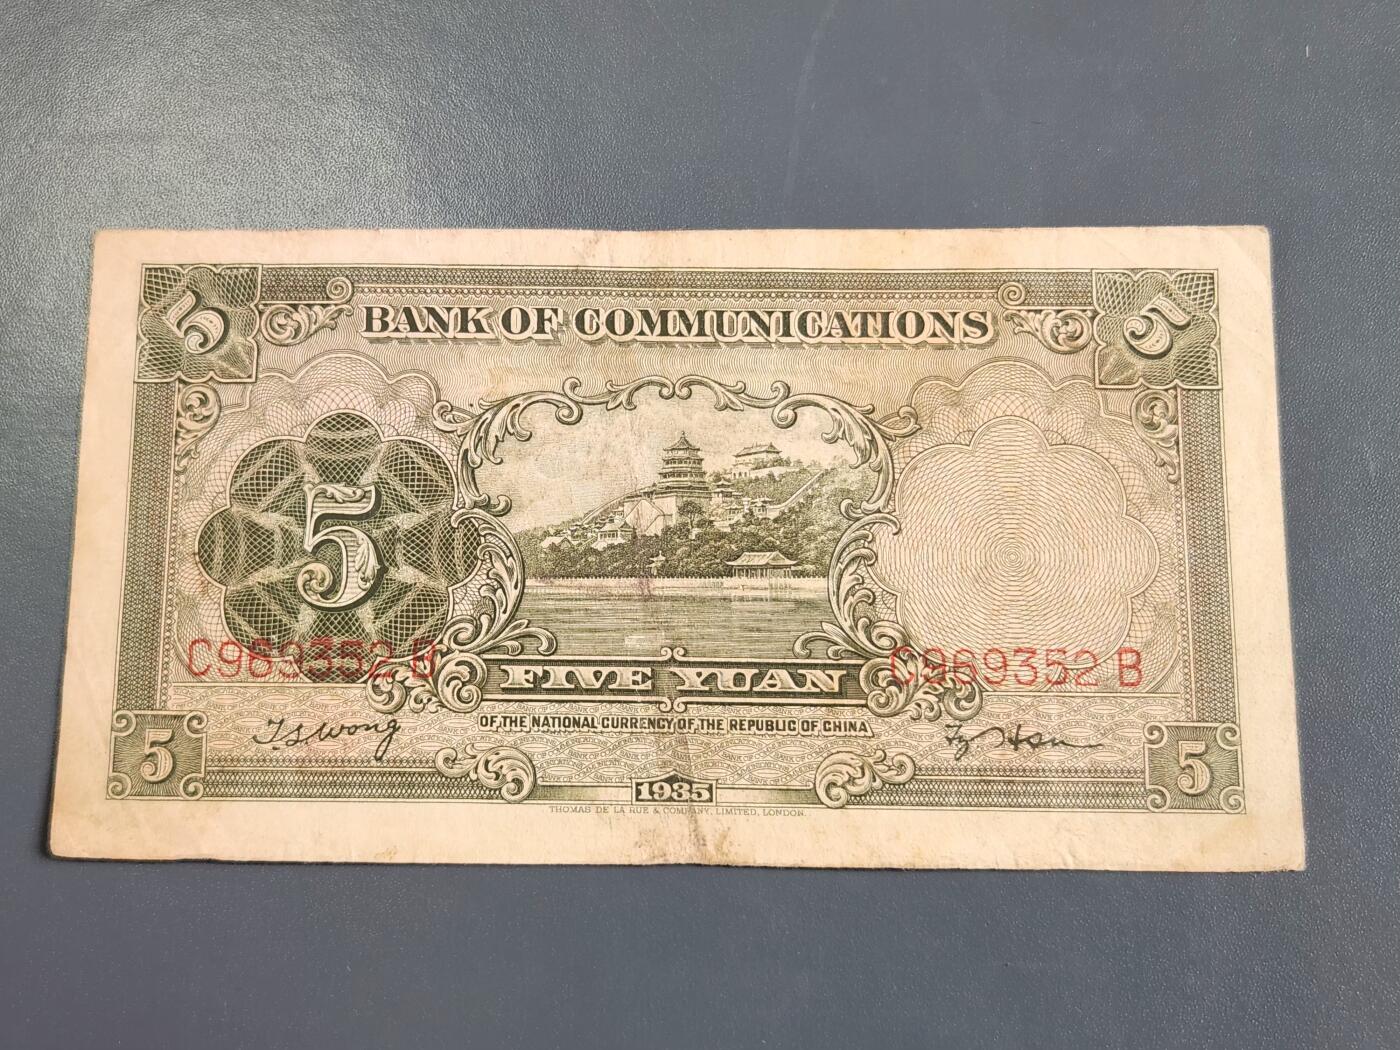 5 BANK OF COMMUNICATIONS 5
5
C969352 B C969352 B
FIVE YUAN
OF THE NATIONAL CURRENCY OF THE REPUBLIC OF CHINA
T.S. Wong
5 1935 5
THOMAS DE LA RUE & COMPANY, LIMITED, LONDON.